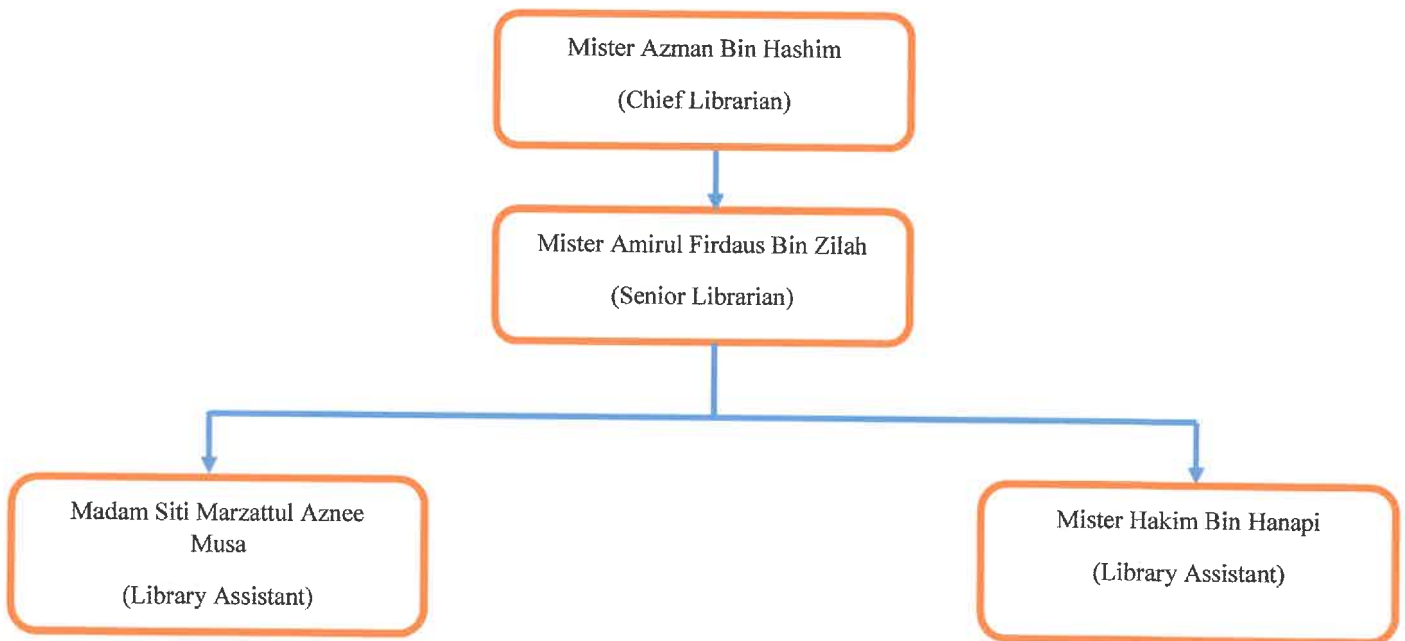 Mister Azman Bin Hashim
(Chief Librarian)
Mister Amirul Firdaus Bin Zilah
(Senior Librarian)
Madam Siti Marzattul Aznee
Musa
(Library Assistant)
Mister Hakim Bin Hanapi
(Library Assistant)